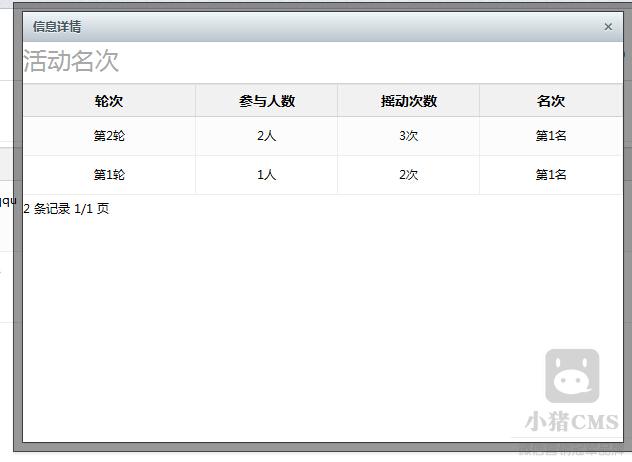 信息详情 ×
活动名次
轮次 参与人数 摇动次数 名次
第2轮 2人 3次 第1名
第1轮 1人 2次 第1名
2 条记录 1/1 页
小猪CMS